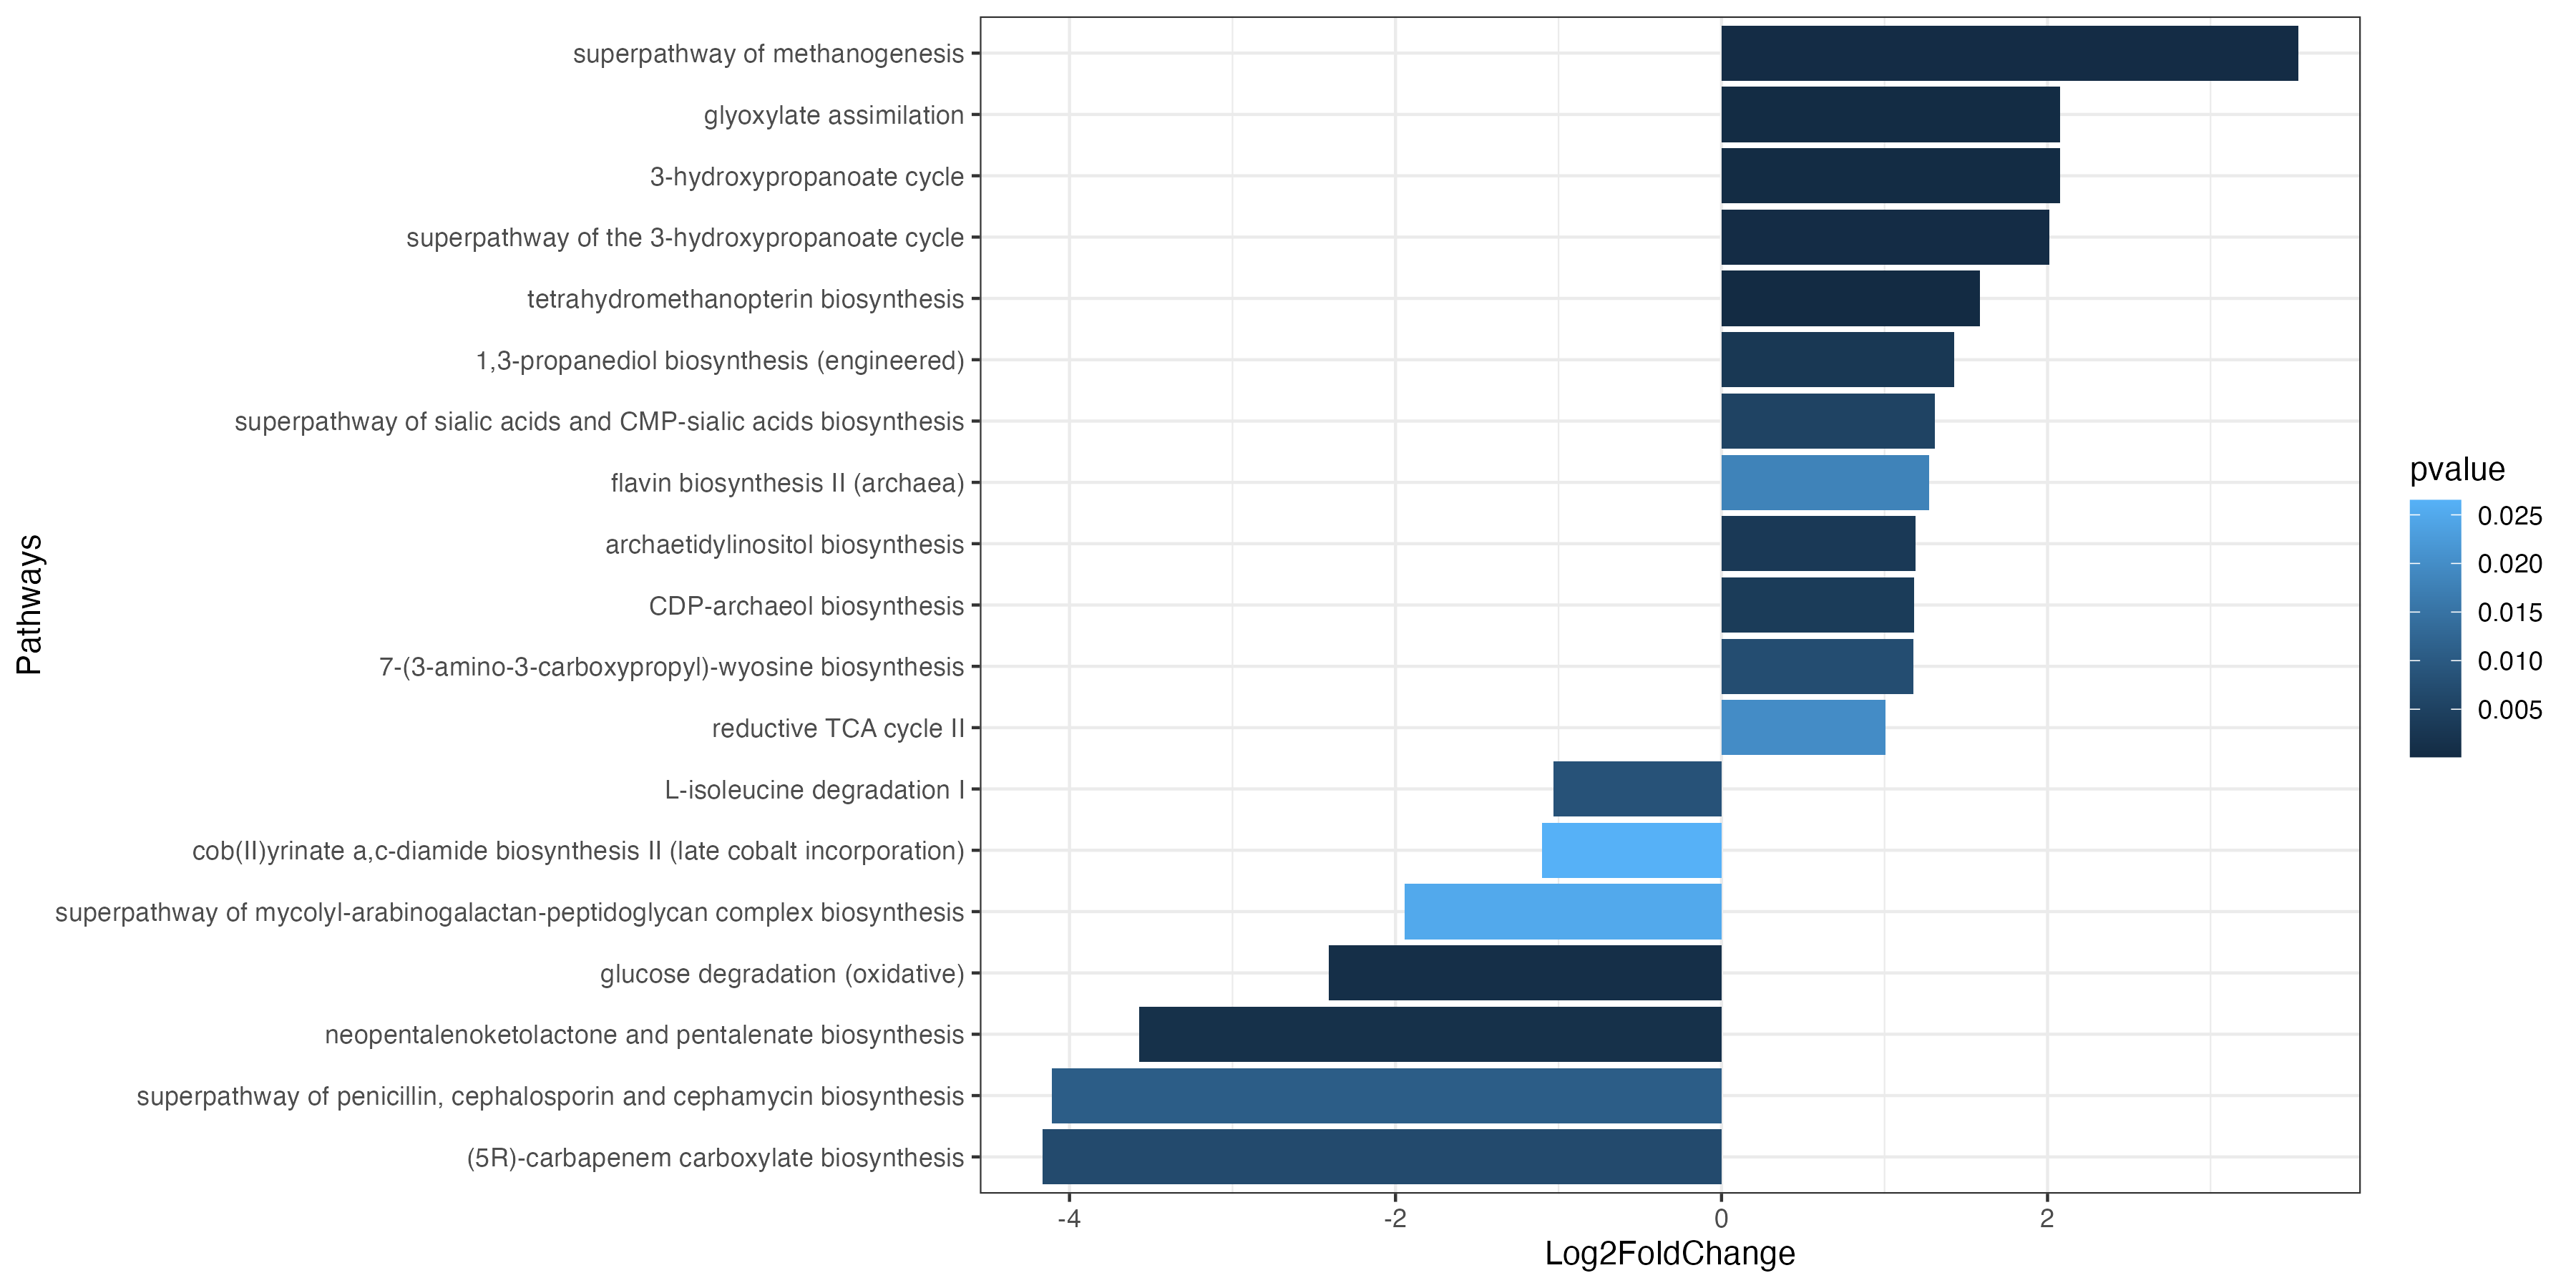 superpathway of methanogenesis
glyoxylate assimilation
3-hydroxypropanoate cycle
superpathway of the 3-hydroxypropanoate cycle
tetrahydromethanopterin biosynthesis
1,3-propanediol biosynthesis (engineered)
superpathway of sialic acids and CMP-sialic acids biosynthesis
flavin biosynthesis II (archaea)
archaetidylinositol biosynthesis
CDP-archaeol biosynthesis
7-(3-amino-3-carboxypropyl)-wyosine biosynthesis
reductive TCA cycle II
L-isoleucine degradation I
cob(II)yrinate a,c-diamide biosynthesis II (late cobalt incorporation)
superpathway of mycolyl-arabinogalactan-peptidoglycan complex biosynthesis
glucose degradation (oxidative)
neopentalenoketolactone and pentalenate biosynthesis
superpathway of penicillin, cephalosporin and cephamycin biosynthesis
(5R)-carbapenem carboxylate biosynthesis
Pathways
-4
-2
0
2
Log2FoldChange
pvalue
0.025
0.020
0.015
0.010
0.005